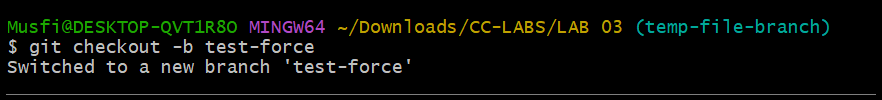 Musfi@DESKTOP-QVT1R8O MINGW64 ~/Downloads/CC-LABS/LAB 03 (temp-file-branch)
$ git checkout -b test-force
Switched to a new branch 'test-force'